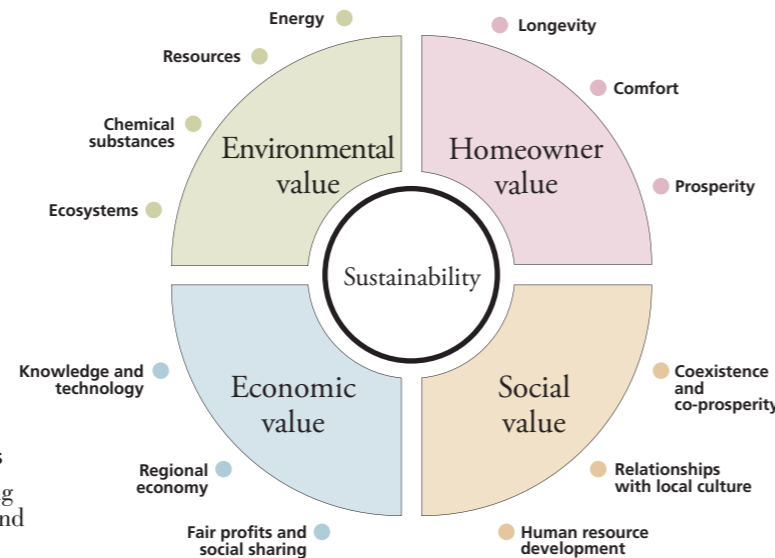 Energy
Resources
Chemical
substances
Ecosystems
Environmental
value
Longevity
Comfort
Prosperity
Homeowner
value
Sustainability
Knowledge and
technology
Regional
economy
Fair profits and
social sharing
Economic
value
Social
value
Coexistence
and
co-prosperity
Relationships
with local culture
Human resource
development